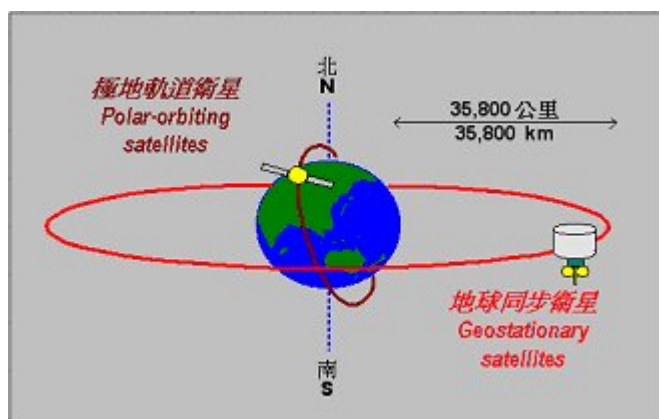 極地軌道衛星
Polar-orbiting
satellites
北
N
35,800 公里
35,800 km
地球同步衛星
Geostationary
satellites
南
S